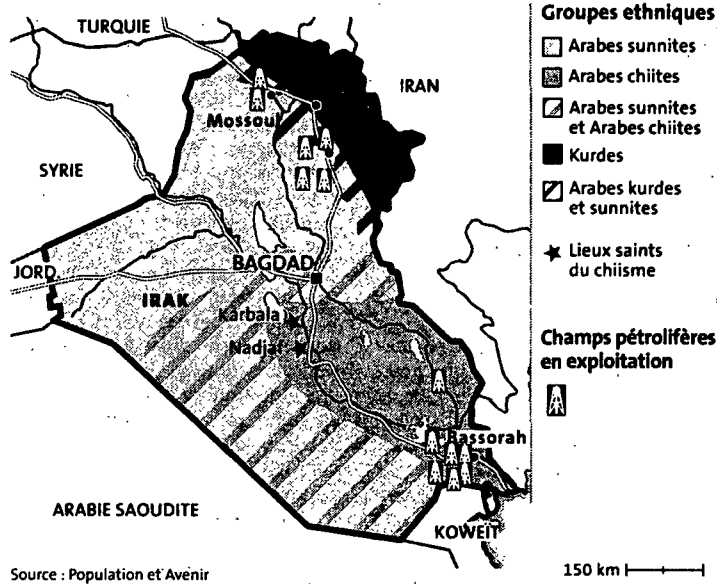 TURQUIE
IRAN
Mossoul
SYRIE
BAGDAD
JORD.
IRAK
Karbala
Nadjaf
Bassorah
ARABIE SAOUDITE
KOWEÏT
Source : Population et Avenir
Groupes ethniques
Arabes sunnites
Arabes chiites
Arabes sunnites
et Arabes chiites
Kurdes
Arabes kurdes
et sunnites
Lieux saints
du chiisme
Champs pétrolifères
en exploitation
150 km